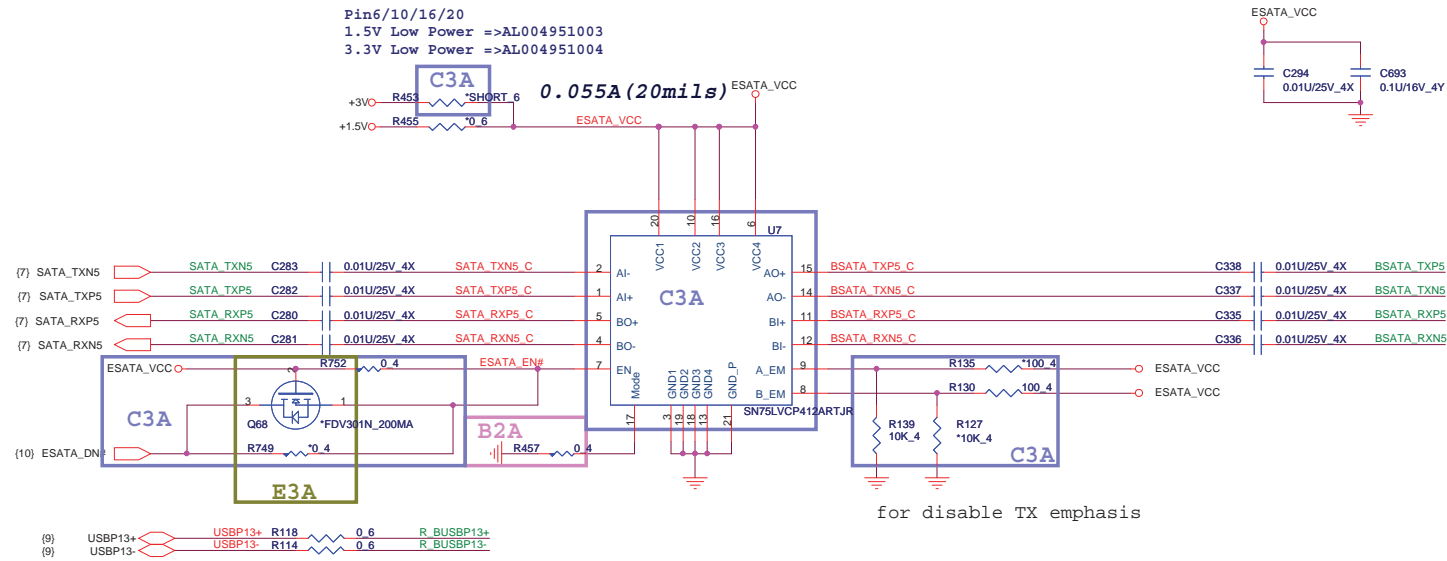 Pin6/10/16/20
1.5V Low Power =>AL004951003
3.3V Low Power =>AL004951004
C3A
0.055A(20mils)
ESATA_VCC
+3V
R453
*SHORT_6
+1.5V
R455
*0_6
ESATA_VCC
ESATA_VCC
C294
0.01U/25V_4X
C693
0.1U/16V_4Y
20
10
16
6
U7
VCC1
VCC2
VCC3
VCC4
{7} SATA_TXN5
SATA_TXN5
C283
0.01U/25V_4X
SATA_TXN5_C
2
AI-
AO+
15
BSATA_TXP5_C
C338
0.01U/25V_4X
BSATA_TXP5
{7} SATA_TXP5
SATA_TXP5
C282
0.01U/25V_4X
SATA_TXP5_C
1
AI+
C3A
AO-
14
BSATA_TXN5_C
C337
0.01U/25V_4X
BSATA_TXN5
{7} SATA_RXP5
SATA_RXP5
C280
0.01U/25V_4X
SATA_RXP5_C
5
BO+
BI+
11
BSATA_RXP5_C
C335
0.01U/25V_4X
BSATA_RXP5
{7} SATA_RXN5
SATA_RXN5
C281
0.01U/25V_4X
SATA_RXN5_C
4
BO-
BI-
12
BSATA_RXN5_C
C336
0.01U/25V_4X
BSATA_RXN5
ESATA_VCC
R752
0_4
ESATA_EN#
7
EN
A_EM
9
R135
*100_4
ESATA_VCC
B_EM
8
R130
100_4
ESATA_VCC
Mode
GND1
GND2
GND3
GND4
GND_P
SN75LVCP412ARTJR
17
3
19
18
13
21
C3A
2
3
1
Q68
*FDV301N_200MA
{10} ESATA_DN#
R749
*0_4
E3A
B2A
R457
0_4
R139
10K_4
R127
*10K_4
C3A
for disable TX emphasis
{9} USBP13+
USBP13+
R118
0_6
R_BUSBP13+
{9} USBP13-
USBP13-
R114
0_6
R_BUSBP13-